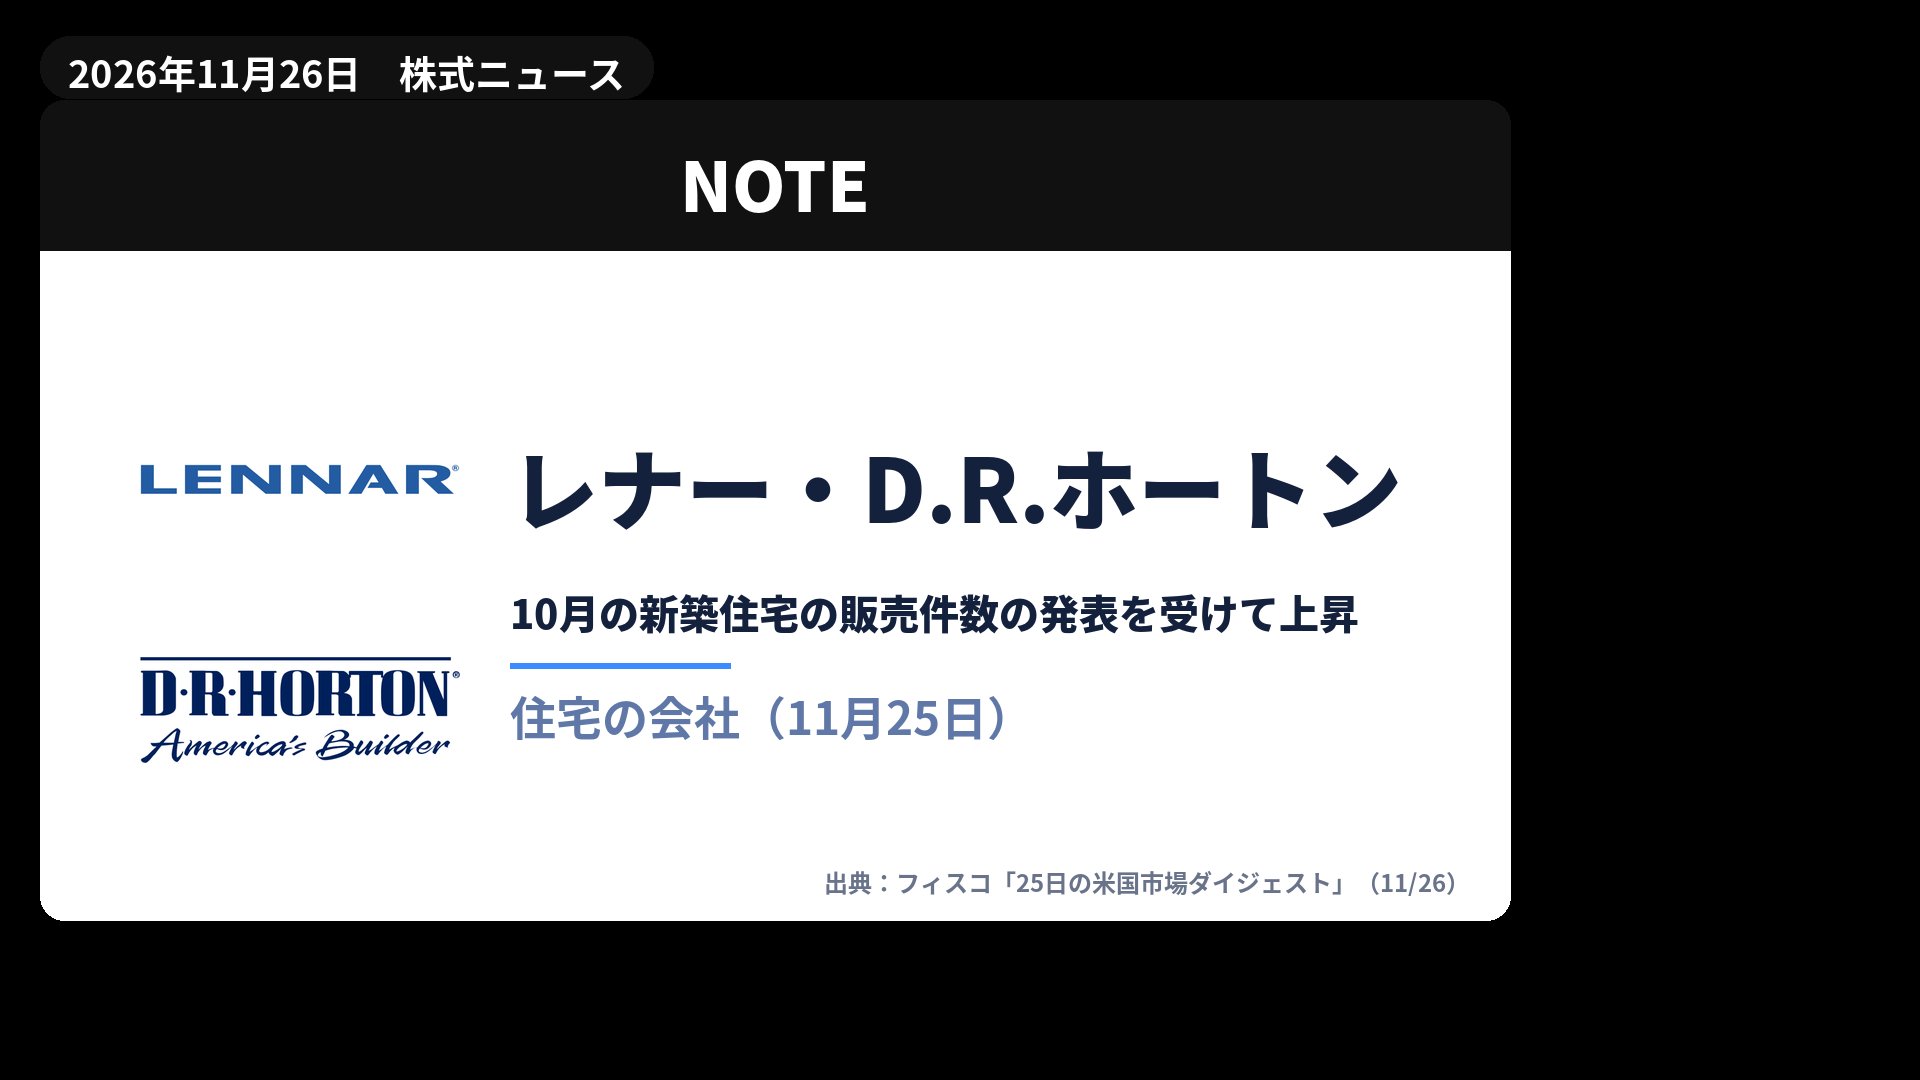 2026年11月26日　株式ニュース
NOTE
LENNAR®
レナー・D.R.ホートン
10月の新築住宅の販売件数の発表を受けて上昇
D·R·HORTON®
America's Builder
住宅の会社（11月25日）
出典：フィスコ「25日の米国市場ダイジェスト」（11/26）